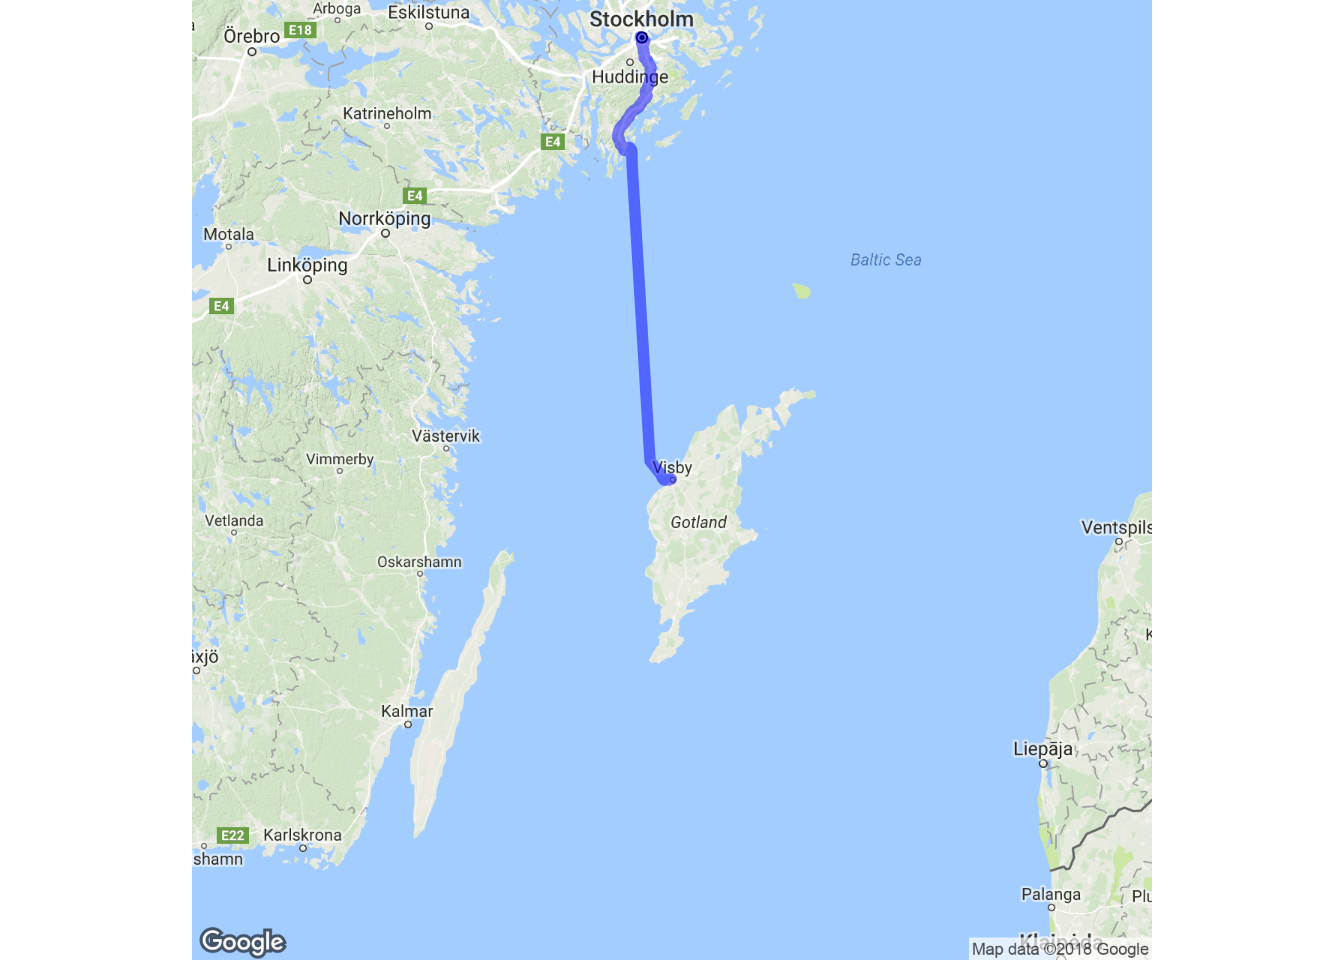 Arboga
Eskilstuna
Stockholm
E18
Örebro
Huddinge
Katrineholm
E4
E4
Norrköping
Motala
Linköping
Baltic Sea
E4
Västervik
Vimmerby
Visby
Vetlanda
Gotland
Ventspils
Oskarshamn
K
ixjö
Kalmar
Liepāja
E22
Karlskrona
shamn
Palanga
Plu
Klaipėda
Google
Map data ©2018 Google